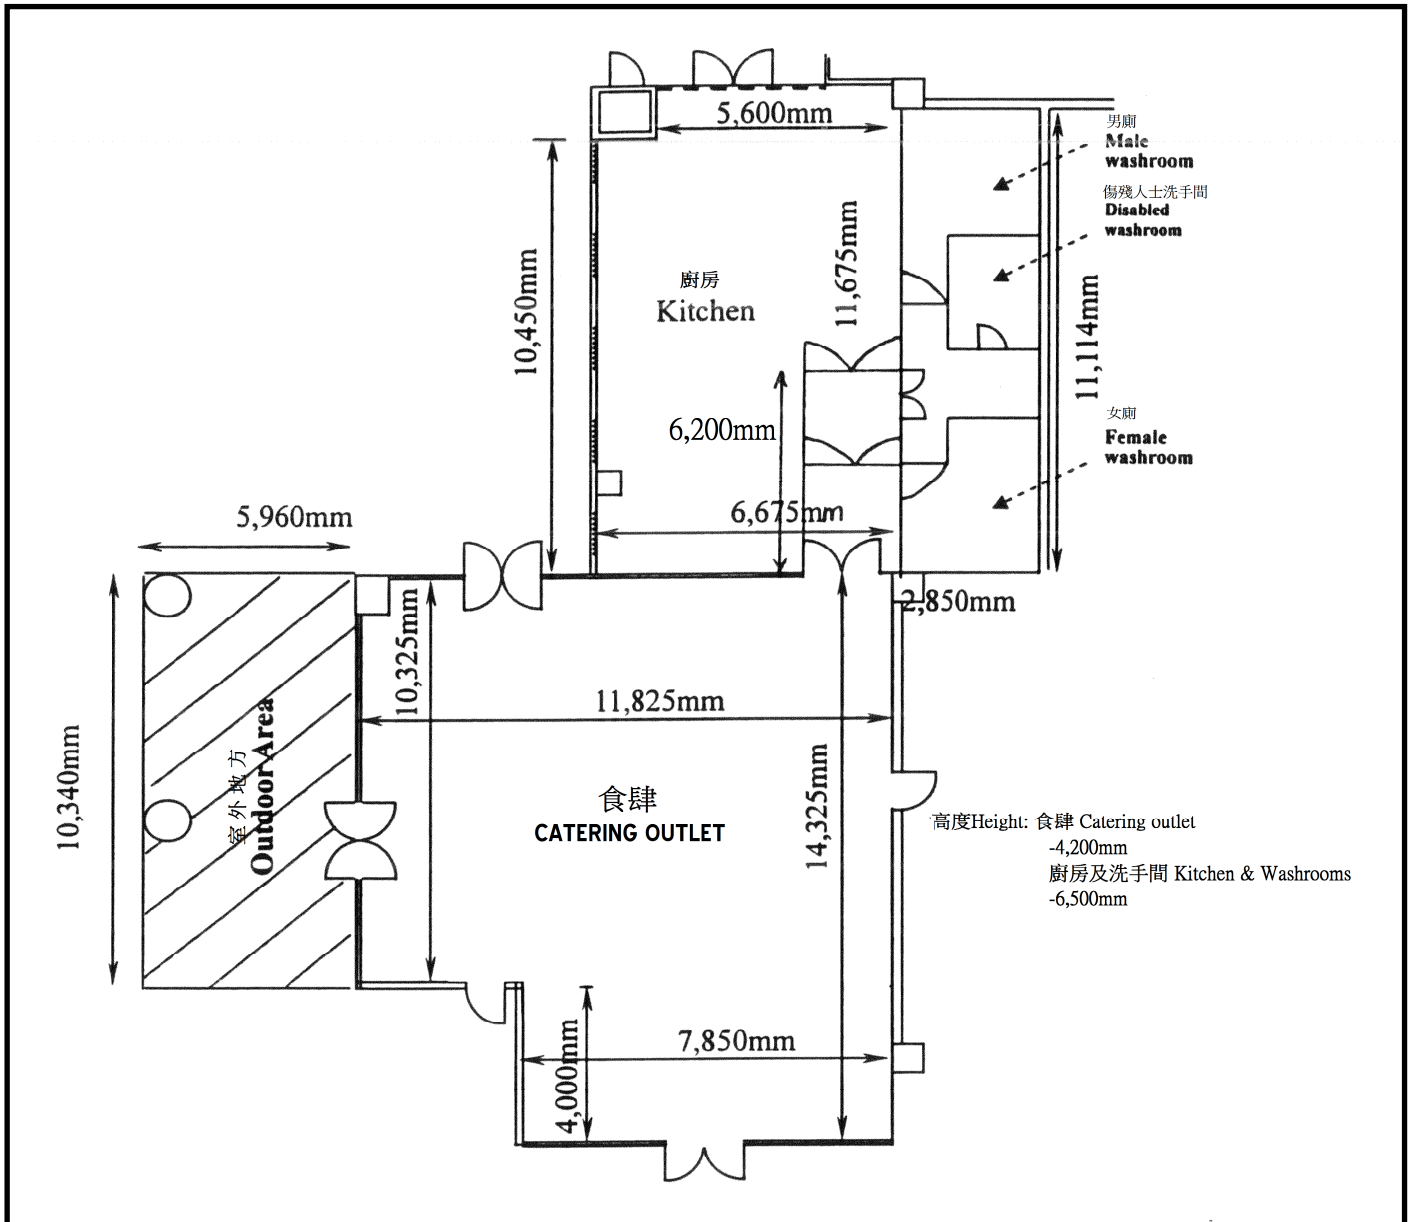 5,600mm
男廁
Male
washroom
傷殘人士洗手間
Disabled
washroom
11,675mm
10,450mm
廚房
Kitchen
11,114mm
6,200mm
女廁
Female
washroom
6,675mm
5,960mm
2,850mm
10,325mm
11,825mm
10,340mm
室外地方
Outdoor Area
14,325mm
食肆
CATERING OUTLET
高度Height: 食肆 Catering outlet
-4,200mm
廚房及洗手間 Kitchen & Washrooms
-6,500mm
7,850mm
4,000mm